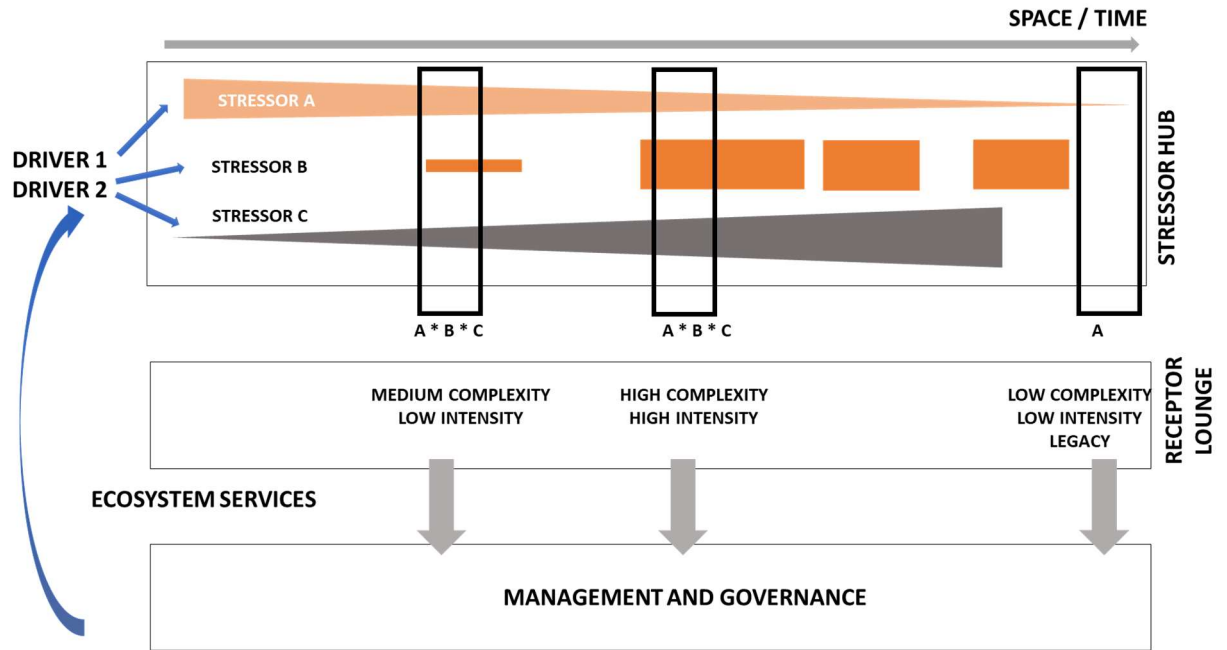 SPACE / TIME
STRESSOR A
DRIVER 1
DRIVER 2
STRESSOR B
STRESSOR C
STRESSOR HUB
A * B * C
A * B * C
A
MEDIUM COMPLEXITY
LOW INTENSITY
HIGH COMPLEXITY
HIGH INTENSITY
LOW COMPLEXITY
LOW INTENSITY
LEGACY
RECEPTOR
LOUNGE
ECOSYSTEM SERVICES
MANAGEMENT AND GOVERNANCE